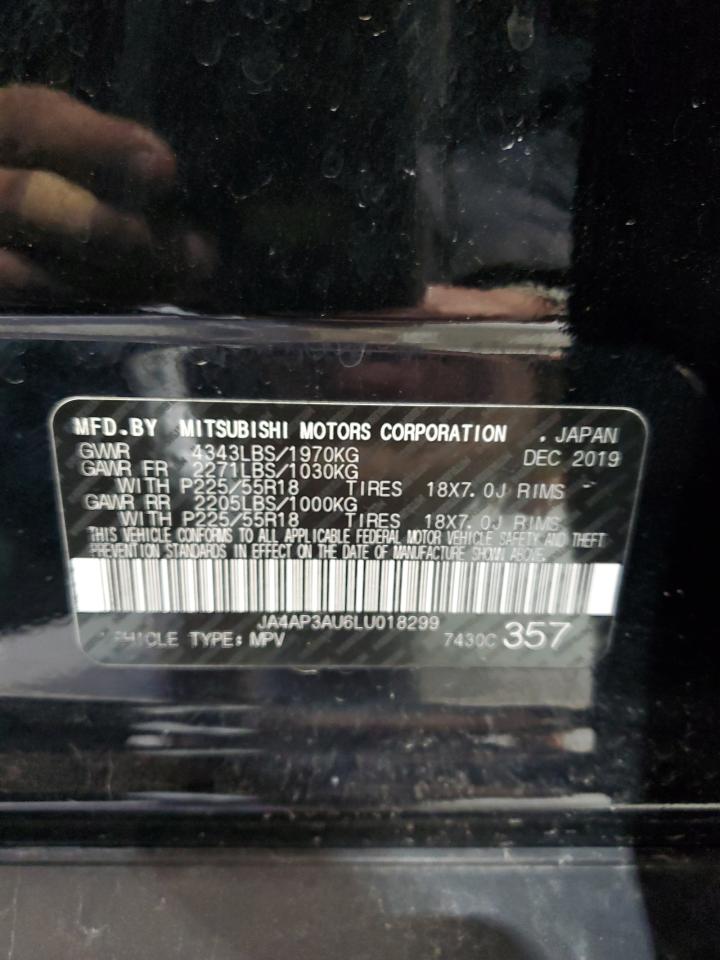 MFD.BY MITSUBISHI MOTORS CORPORATION . JAPAN
GVWR 4343LBS/1970KG DEC 2019
GAWR FR 2271LBS/1030KG
WITH P225/55R18 TIRES 18X7.0J RIMS
GAWR RR 2205LBS/1000KG
WITH P225/55R18 TIRES 18X7.0J RIMS
THIS VEHICLE CONFORMS TO ALL APPLICABLE FEDERAL MOTOR VEHICLE SAFETY AND THEFT
PREVENTION STANDARDS IN EFFECT ON THE DATE OF MANUFACTURE SHOWN ABOVE.
JA4AP3AU6LU018299
VEHICLE TYPE: MPV 7430C 357